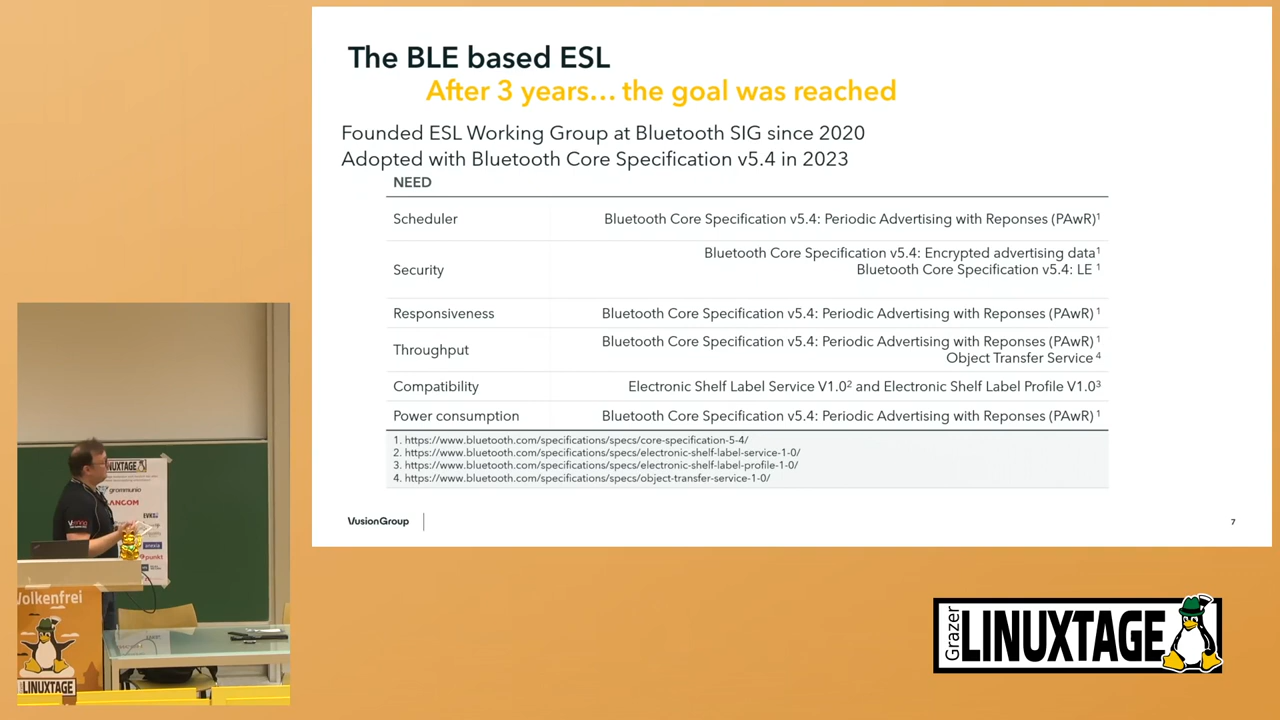 The BLE based ESL
After 3 years… the goal was reached
Founded ESL Working Group at Bluetooth SIG since 2020
Adopted with Bluetooth Core Specification v5.4 in 2023
NEED
Scheduler
Bluetooth Core Specification v5.4: Periodic Advertising with Reponses (PAwR)¹
Security
Bluetooth Core Specification v5.4: Encrypted advertising data¹
Bluetooth Core Specification v5.4: LE ¹
Responsiveness
Bluetooth Core Specification v5.4: Periodic Advertising with Reponses (PAwR) ¹
Throughput
Bluetooth Core Specification v5.4: Periodic Advertising with Reponses (PAwR) ¹
Object Transfer Service ⁴
Compatibility
Electronic Shelf Label Service V1.0² and Electronic Shelf Label Profile V1.0³
Power consumption
Bluetooth Core Specification v5.4: Periodic Advertising with Reponses (PAwR) ¹
1. https://www.bluetooth.com/specifications/specs/core-specification-5-4/
2. https://www.bluetooth.com/specifications/specs/electronic-shelf-label-service-1-0/
3. https://www.bluetooth.com/specifications/specs/electronic-shelf-label-profile-1-0/
4. https://www.bluetooth.com/specifications/specs/object-transfer-service-1-0/
VusionGroup
7
LINUXTAGE
grommunio
Wolkenfrei
LINUXTAGE
Grazer
LINUXTAGE